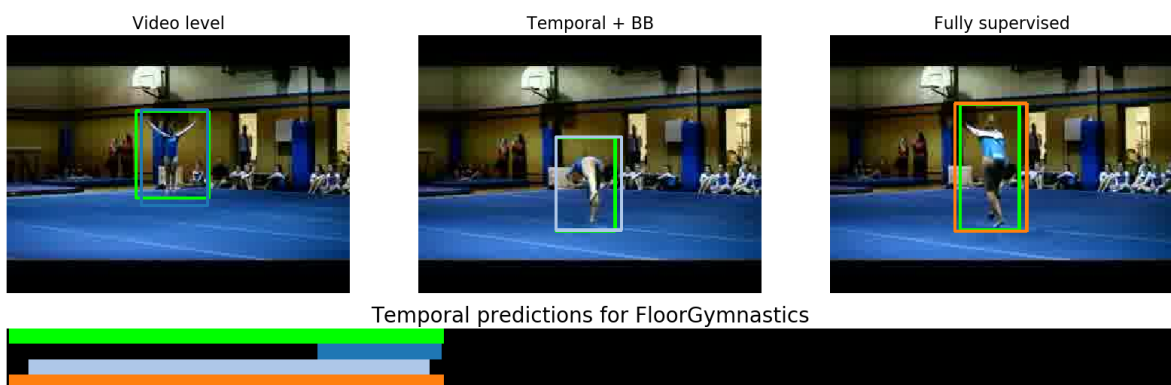 Video level
Temporal + BB
Fully supervised
Temporal predictions for FloorGymnastics